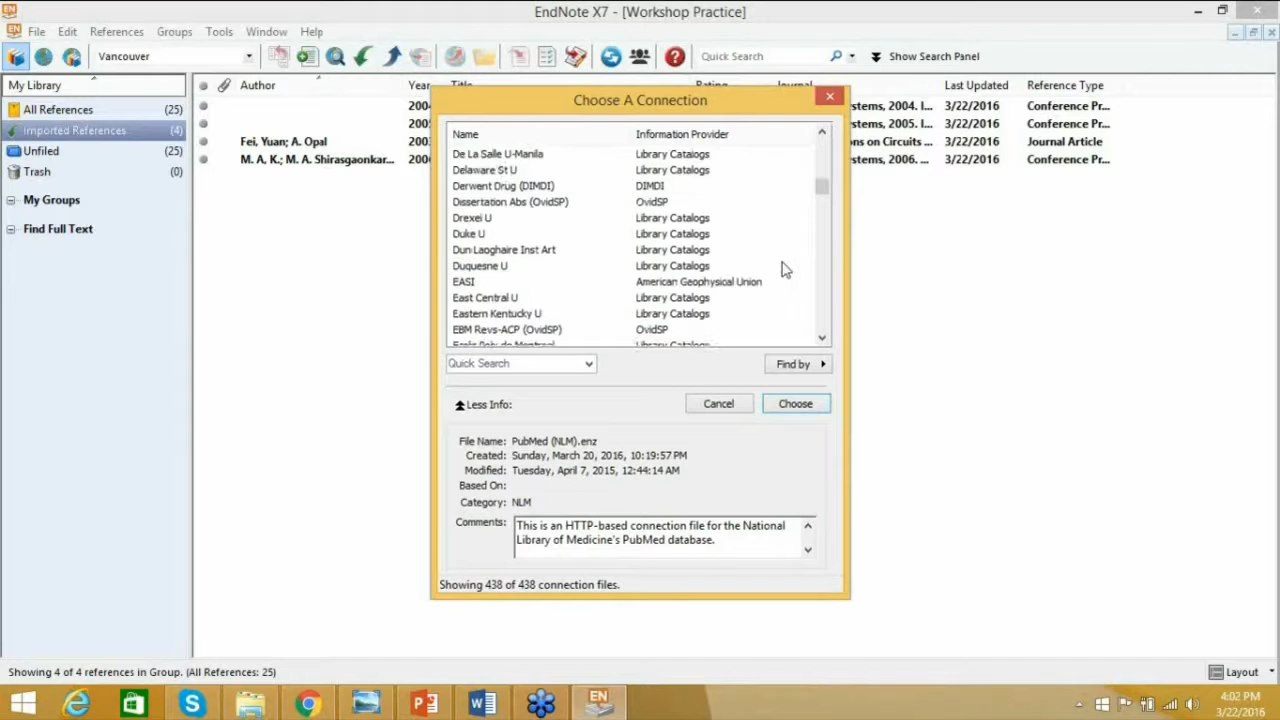 EndNote X7 - [Workshop Practice]
File Edit References Groups Tools Window Help
Vancouver Quick Search Show Search Panel
My Library Author Year Title Rating Journal Last Updated Reference Type
All References (25) 2004 stems, 2004. I... 3/22/2016 Conference Pr...
Imported References (4) 2005 stems, 2005. I... 3/22/2016 Conference Pr...
Unfiled (25) Fei, Yuan; A. Opal 2003 ns on Circuits ... 3/22/2016 Journal Article
M. A. K.; M. A. Shirasgaonkar... 2006 stems, 2006. ... 3/22/2016 Conference Pr...
Trash (0)
My Groups
Find Full Text
Choose A Connection
Name Information Provider
De La Salle U-Manila Library Catalogs
Delaware St U Library Catalogs
Derwent Drug (DIMDI) DIMDI
Dissertation Abs (OvidSP) OvidSP
Drexel U Library Catalogs
Duke U Library Catalogs
Dun Laoghaire Inst Art Library Catalogs
Duquesne U Library Catalogs
EASI American Geophysical Union
East Central U Library Catalogs
Eastern Kentucky U Library Catalogs
EBM Revs-ACP (OvidSP) OvidSP
Quick Search Find by
Less Info: Cancel Choose
File Name: PubMed (NLM).enz
Created: Sunday, March 20, 2016, 10:19:57 PM
Modified: Tuesday, April 7, 2015, 12:44:14 AM
Based On:
Category: NLM
Comments: This is an HTTP-based connection file for the National
Library of Medicine's PubMed database.
Showing 438 of 438 connection files.
Showing 4 of 4 references in Group. (All References: 25) Layout
4:02 PM
3/22/2016